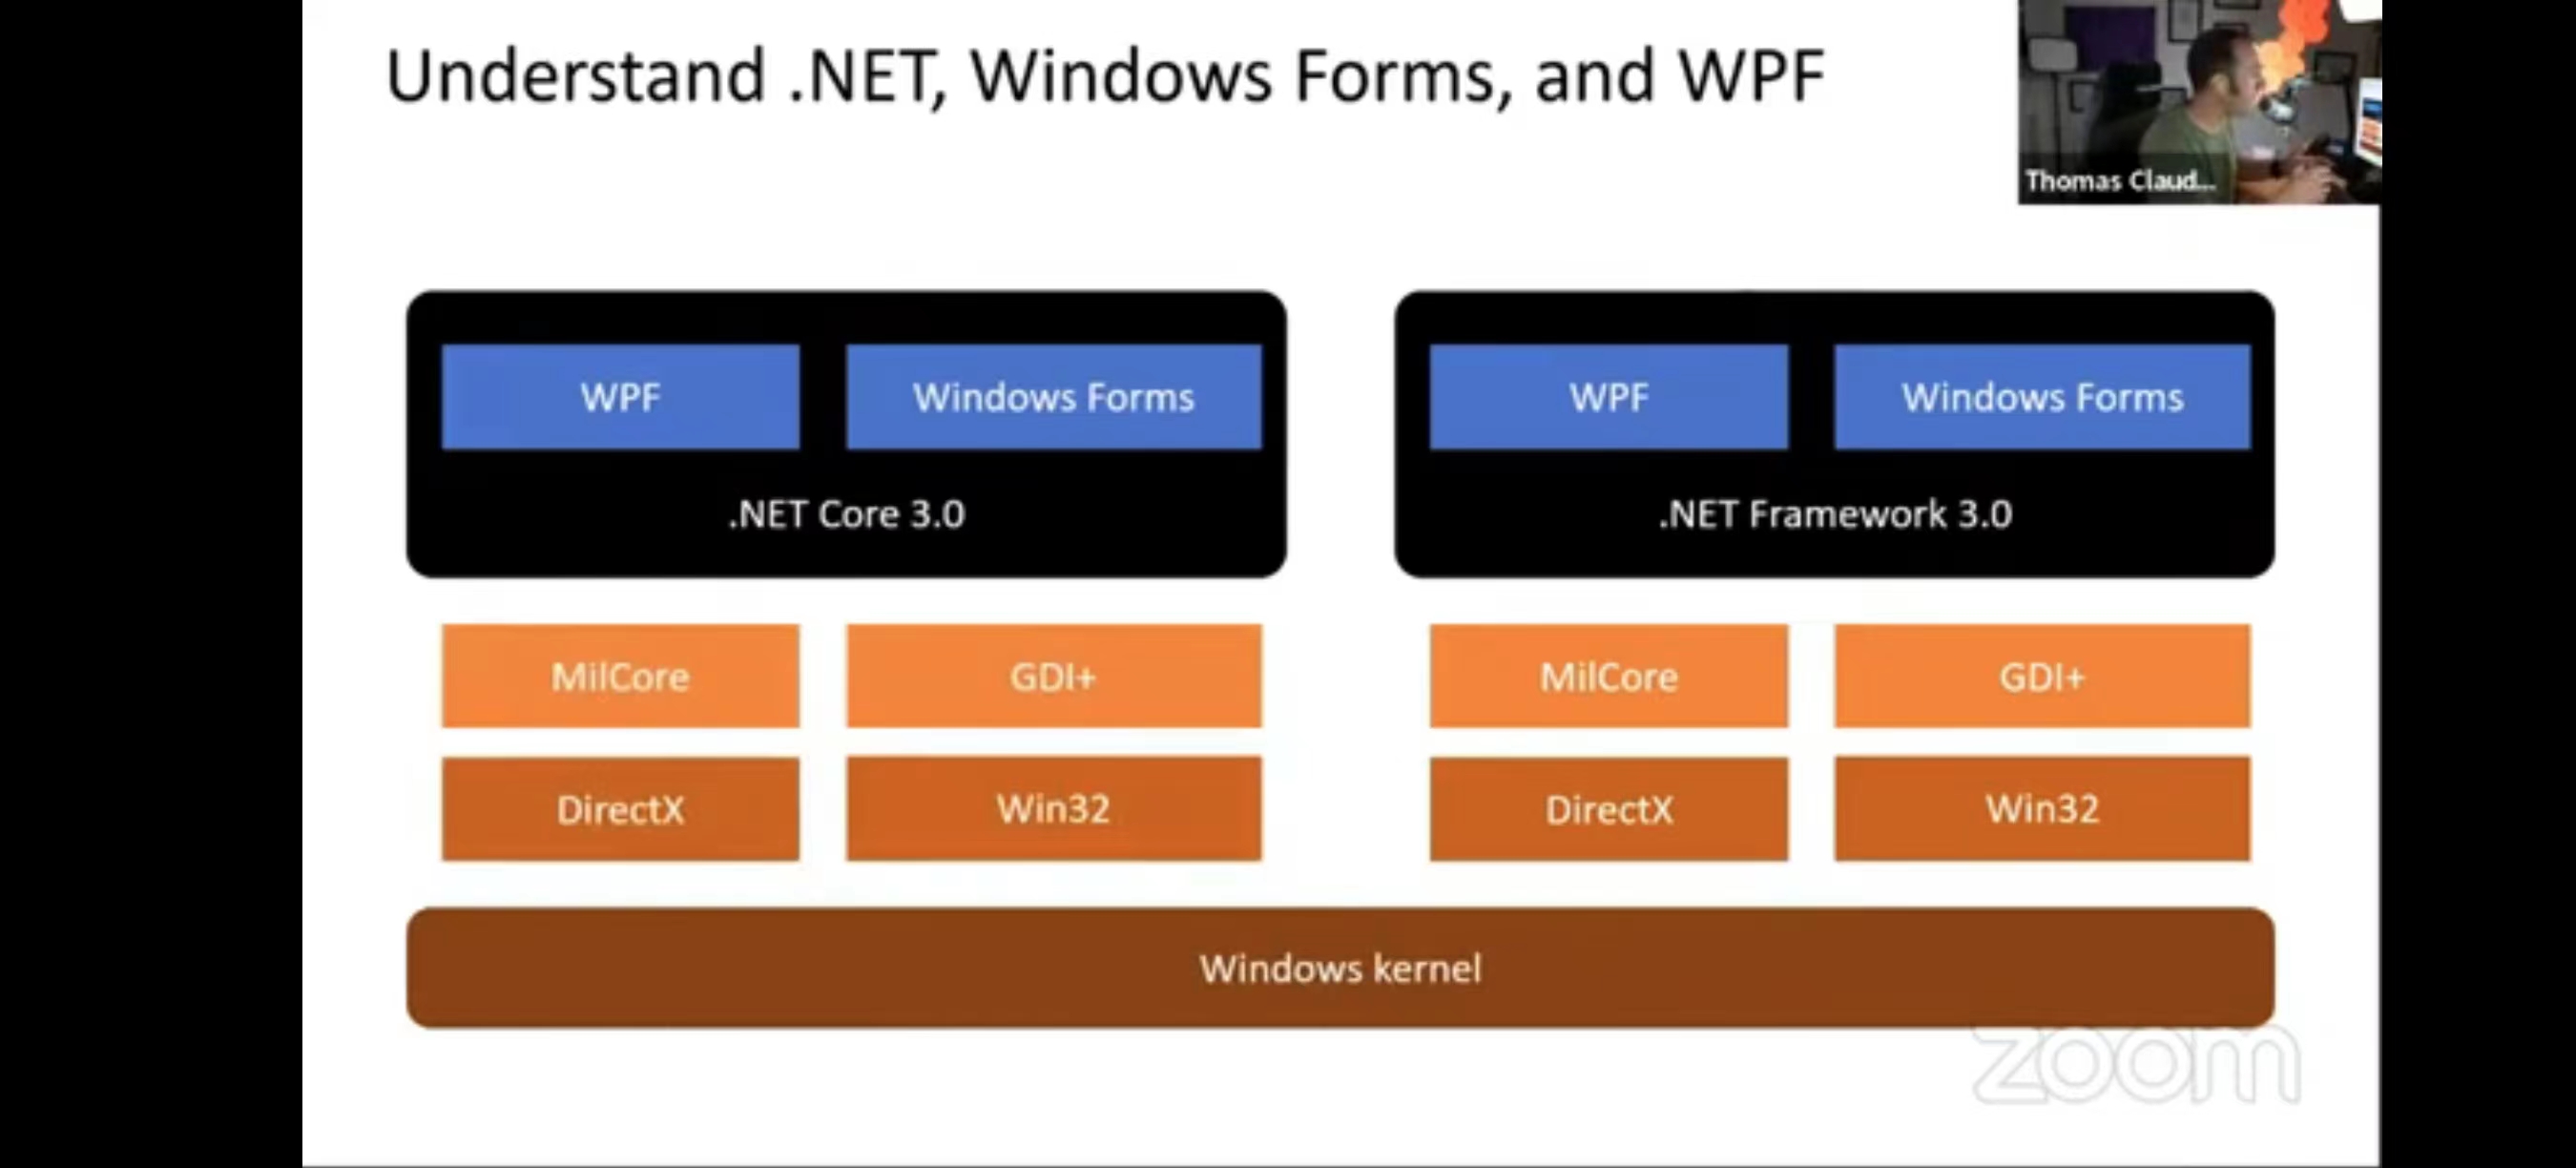 Understand .NET, Windows Forms, and WPF
Thomas Claud...
WPF
Windows Forms
.NET Core 3.0
WPF
Windows Forms
.NET Framework 3.0
MilCore
GDI+
MilCore
GDI+
DirectX
Win32
DirectX
Win32
Windows kernel
zoom